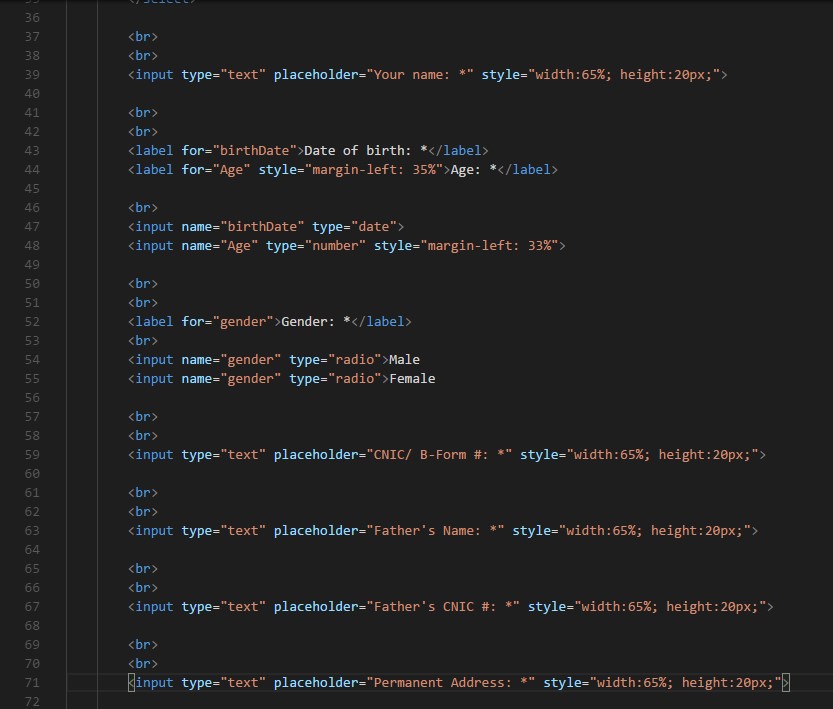 </select>
36
37 <br>
38 <br>
39 <input type="text" placeholder="Your name: *" style="width:65%; height:20px;">
40
41 <br>
42 <br>
43 <label for="birthDate">Date of birth: *</label>
44 <label for="Age" style="margin-left: 35%">Age: *</label>
45
46 <br>
47 <input name="birthDate" type="date">
48 <input name="Age" type="number" style="margin-left: 33%">
49
50 <br>
51 <br>
52 <label for="gender">Gender: *</label>
53 <br>
54 <input name="gender" type="radio">Male
55 <input name="gender" type="radio">Female
56
57 <br>
58 <br>
59 <input type="text" placeholder="CNIC/ B-Form #: *" style="width:65%; height:20px;">
60
61 <br>
62 <br>
63 <input type="text" placeholder="Father's Name: *" style="width:65%; height:20px;">
64
65 <br>
66 <br>
67 <input type="text" placeholder="Father's CNIC #: *" style="width:65%; height:20px;">
68
69 <br>
70 <br>
71 <input type="text" placeholder="Permanent Address: *" style="width:65%; height:20px;">
72